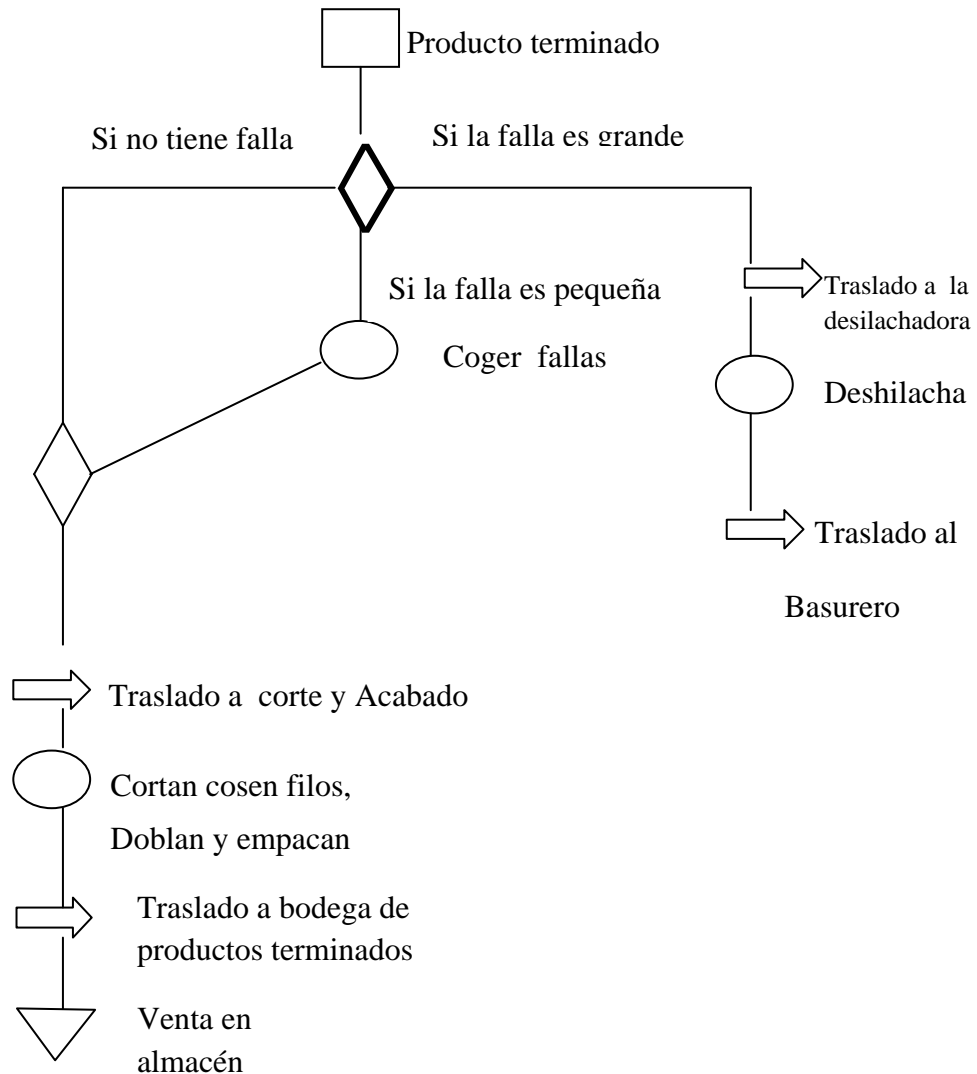 Producto terminado
Si no tiene falla
Si la falla es grande
Si la falla es pequeña
Coger fallas
Traslado a la
desilachadora
Deshilacha
Traslado al
Basurero
Traslado a corte y Acabado
Cortan cosen filos,
Doblan y empacan
Traslado a bodega de
productos terminados
Venta en
almacén